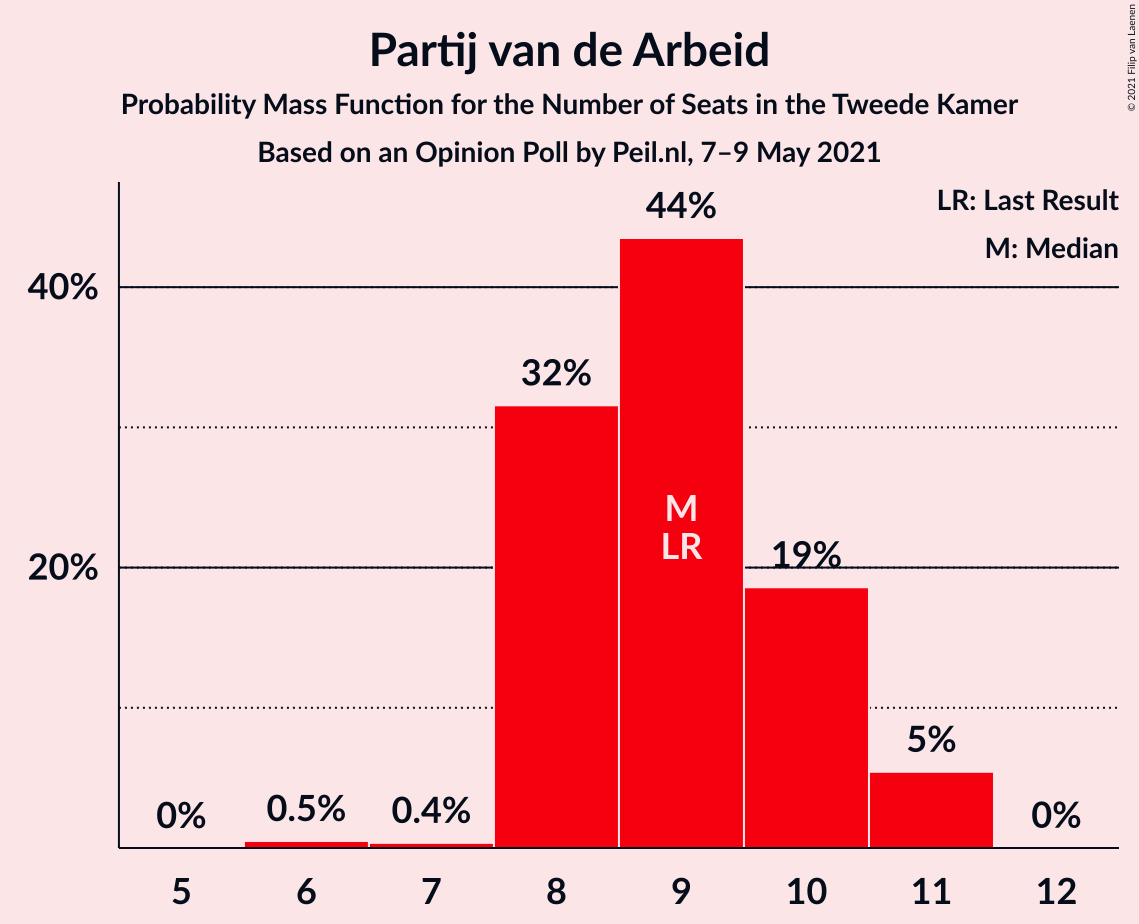 Partij van de Arbeid
Probability Mass Function for the Number of Seats in the Tweede Kamer
Based on an Opinion Poll by Peil.nl, 7–9 May 2021
© 2021 Filip van Laenen
LR: Last Result
M: Median
44%
40%
32%
M
LR
20%
19%
5%
0%
0.5%
0.4%
0%
5 6 7 8 9 10 11 12